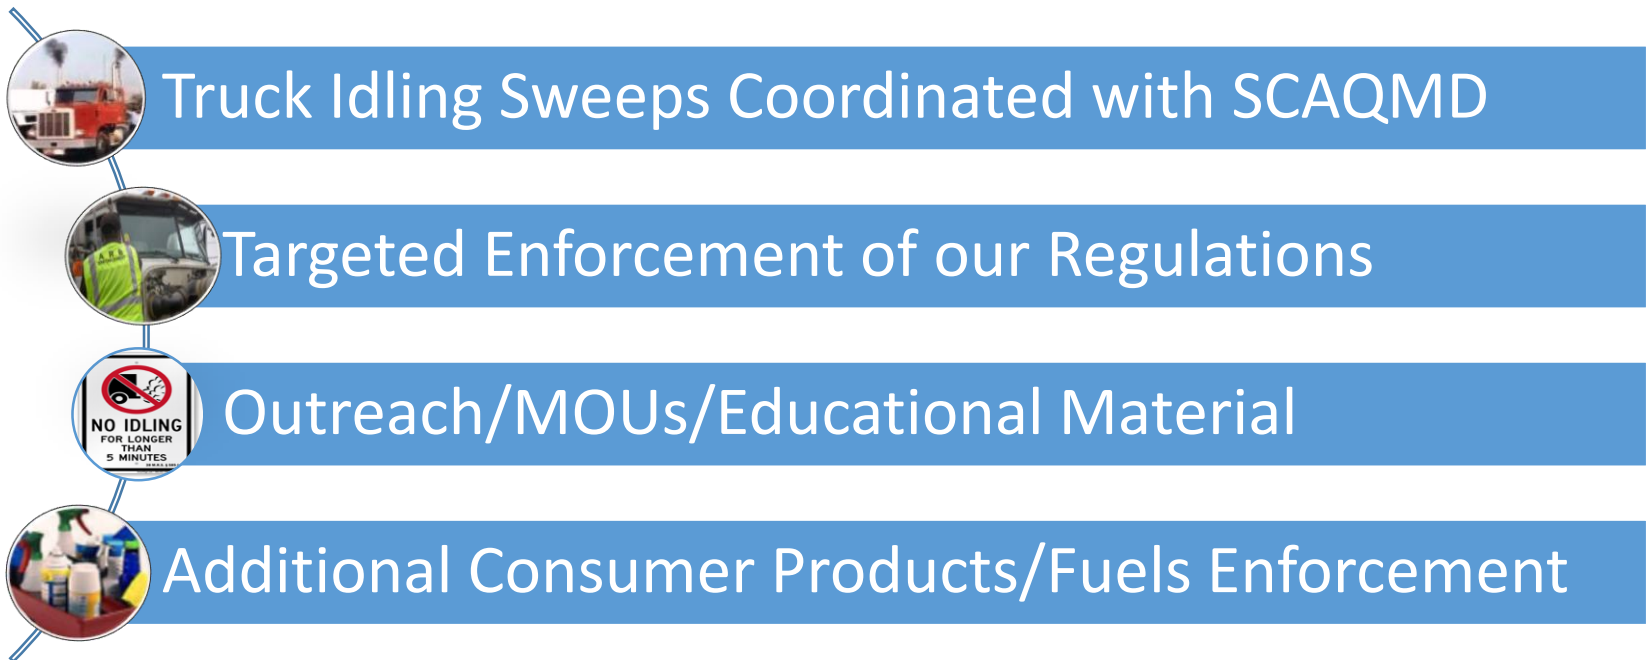 Truck Idling Sweeps Coordinated with SCAQMD
A R B
Targeted Enforcement of our Regulations
NO IDLING
FOR LONGER
THAN
5 MINUTES
Outreach/MOUs/Educational Material
Additional Consumer Products/Fuels Enforcement